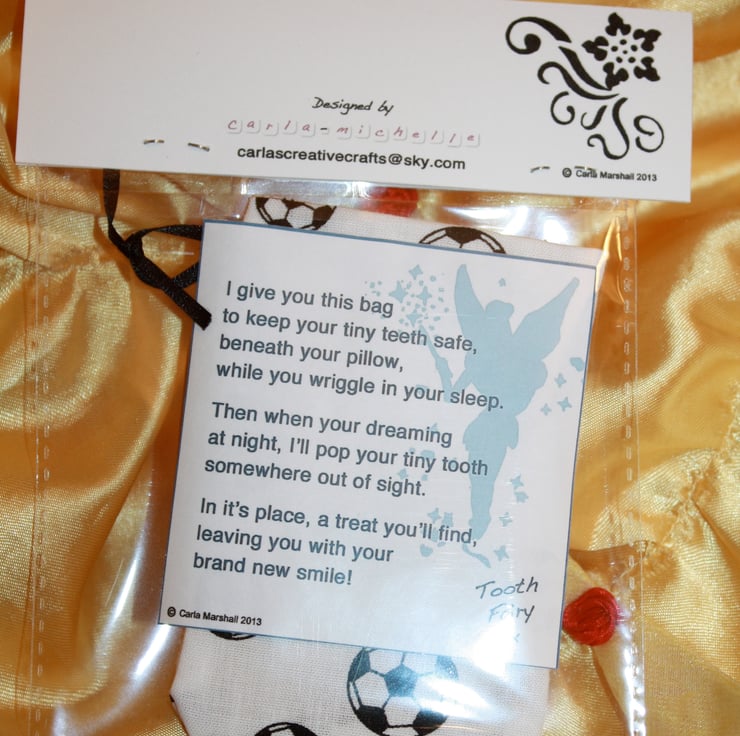 Designed by
carla-michelle
carlascreativecrafts@sky.com
© Carla Marshall 2013
I give you this bag
to keep your tiny teeth safe,
beneath your pillow,
while you wriggle in your sleep.
Then when your dreaming
at night, I'll pop your tiny tooth
somewhere out of sight.
In it's place, a treat you'll find,
leaving you with your
brand new smile!
Tooth
Fairy
x
© Carla Marshall 2013